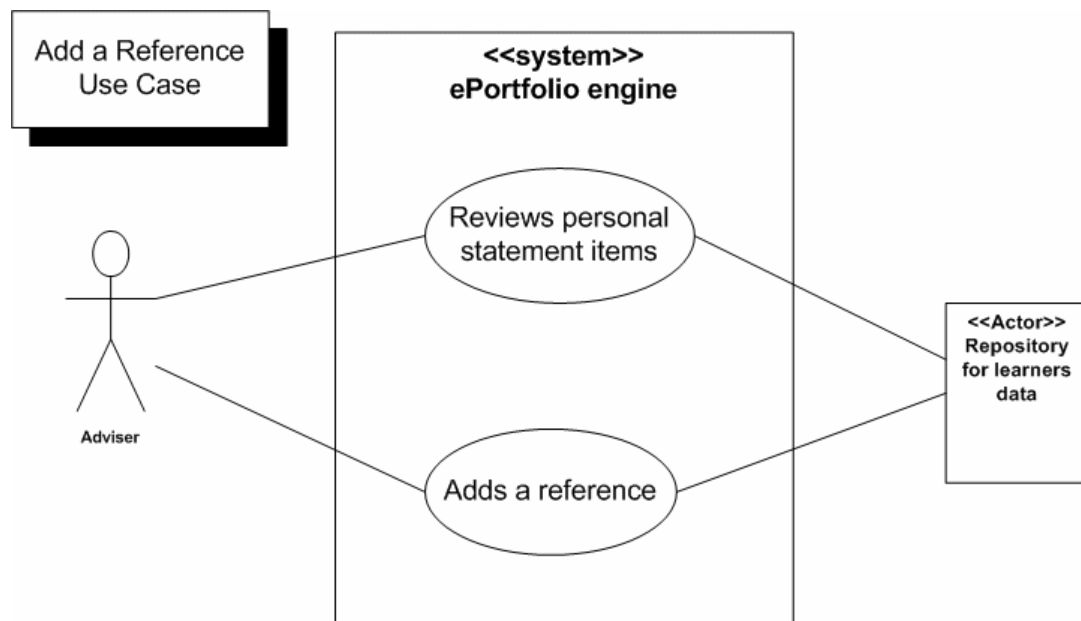 Add a Reference
Use Case
<<system>>
ePortfolio engine
Reviews personal
statement items
<<Actor>>
Repository
for learners
data
Adviser
Adds a reference